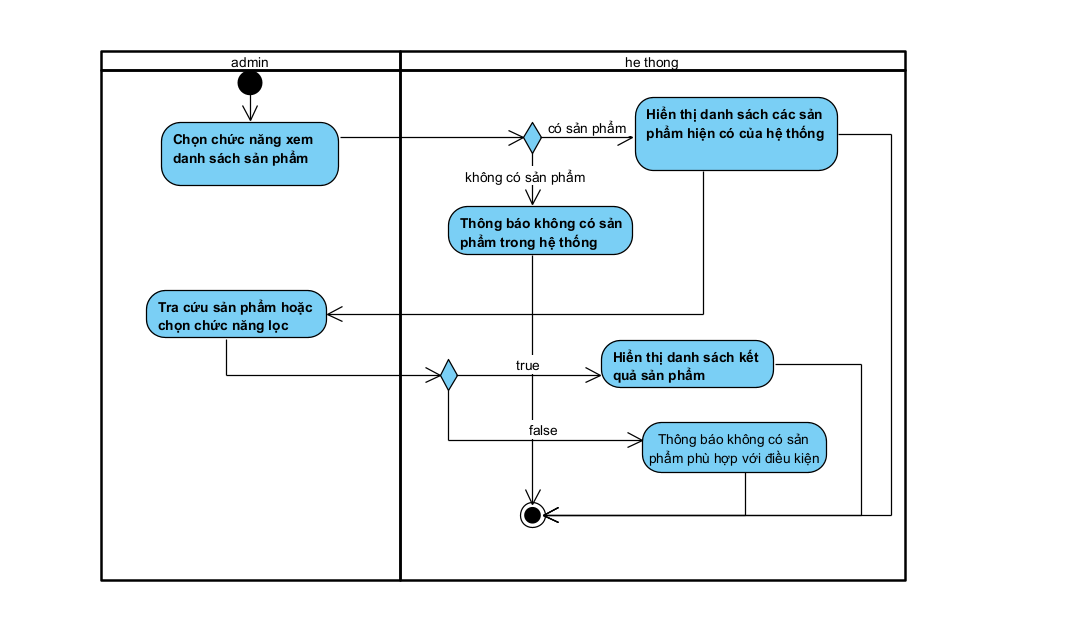 admin
he thong
Chọn chức năng xem
danh sách sản phẩm
có sản phẩm
Hiển thị danh sách các sản
phẩm hiện có của hệ thống
không có sản phẩm
Thông báo không có sản
phẩm trong hệ thống
Tra cứu sản phẩm hoặc
chọn chức năng lọc
true
Hiển thị danh sách kết
quả sản phẩm
false
Thông báo không có sản
phẩm phù hợp với điều kiện